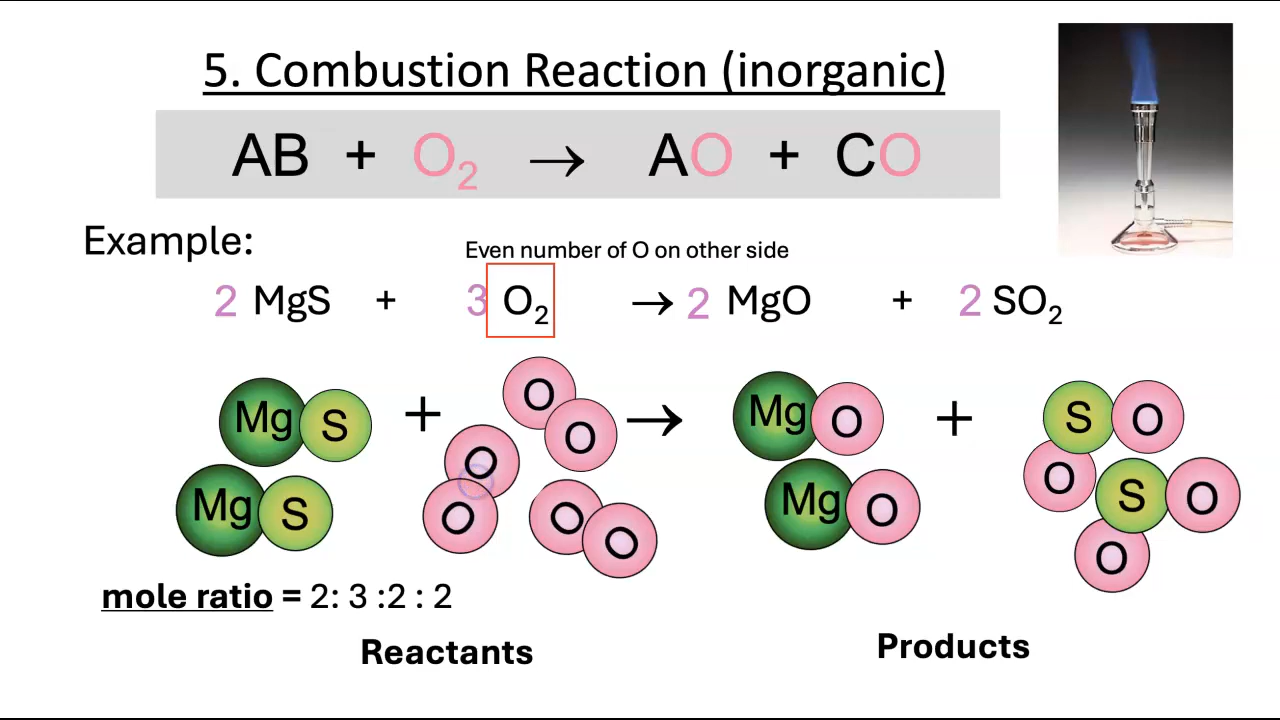 5. Combustion Reaction (inorganic)
AB + O₂ → AO + CO
Example:
Even number of O on other side
2 MgS + 3 O₂ → 2 MgO + 2 SO₂
Mg S + O O → Mg O + S O
O O
Mg S O O O Mg O S O
O
mole ratio = 2: 3 :2 : 2
Reactants
Products